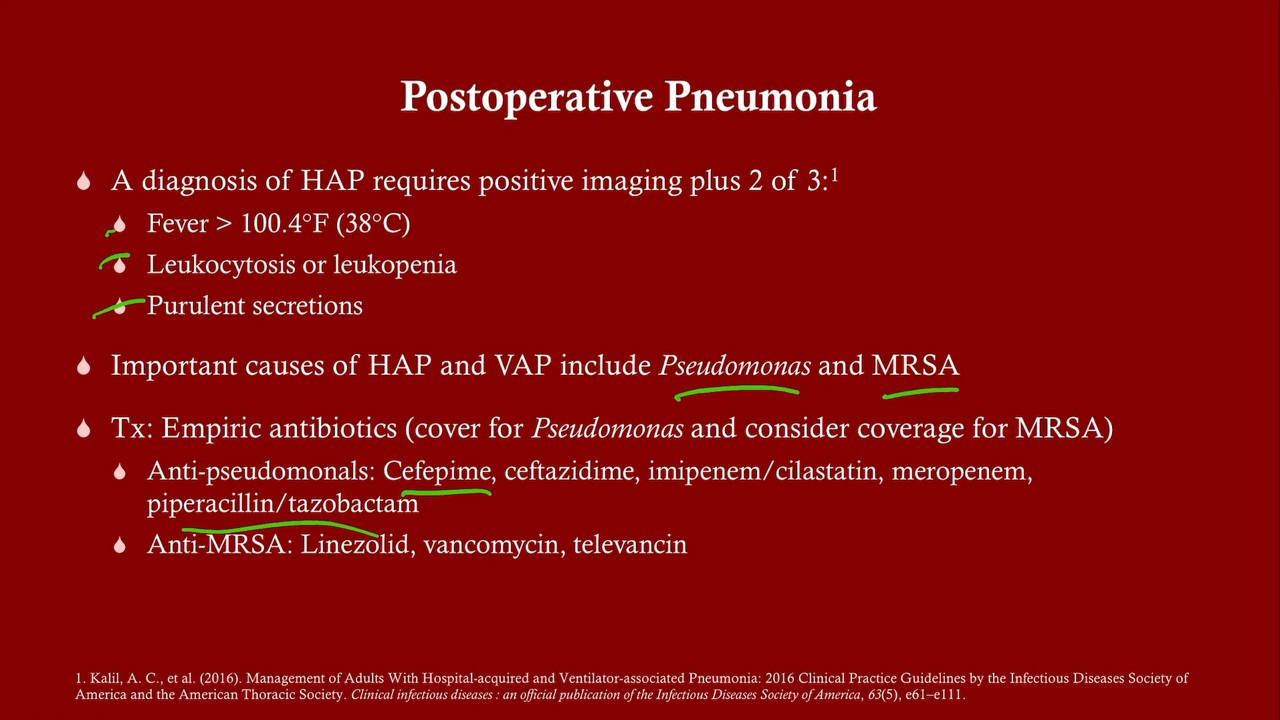 Postoperative Pneumonia
A diagnosis of HAP requires positive imaging plus 2 of 3:¹
Fever > 100.4°F (38°C)
Leukocytosis or leukopenia
Purulent secretions
Important causes of HAP and VAP include Pseudomonas and MRSA
Tx: Empiric antibiotics (cover for Pseudomonas and consider coverage for MRSA)
Anti-pseudomonals: Cefepime, ceftazidime, imipenem/cilastatin, meropenem,
piperacillin/tazobactam
Anti-MRSA: Linezolid, vancomycin, televancin
1. Kalil, A. C., et al. (2016). Management of Adults With Hospital-acquired and Ventilator-associated Pneumonia: 2016 Clinical Practice Guidelines by the Infectious Diseases Society of
America and the American Thoracic Society. Clinical infectious diseases : an official publication of the Infectious Diseases Society of America, 63(5), e61–e111.